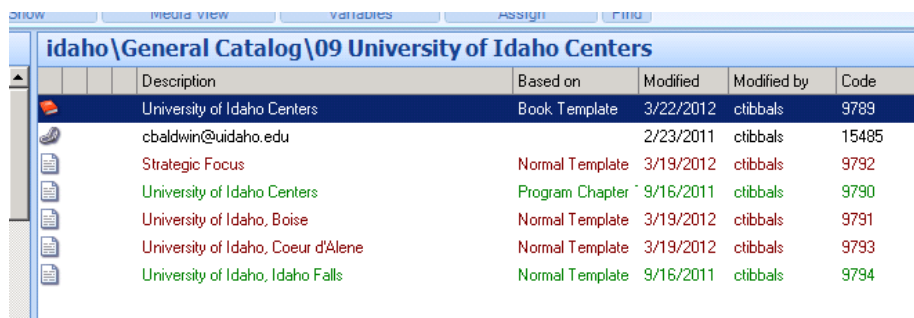 Show Media View Variables Assign Find
idaho\General Catalog\09 University of Idaho Centers
Description Based on Modified Modified by Code
University of Idaho Centers Book Template 3/22/2012 ctibbals 9789
cbaldwin@uidaho.edu 2/23/2011 ctibbals 15485
Strategic Focus Normal Template 3/19/2012 ctibbals 9792
University of Idaho Centers Program Chapter 9/16/2011 ctibbals 9790
University of Idaho, Boise Normal Template 3/19/2012 ctibbals 9791
University of Idaho, Coeur d'Alene Normal Template 3/19/2012 ctibbals 9793
University of Idaho, Idaho Falls Normal Template 9/16/2011 ctibbals 9794